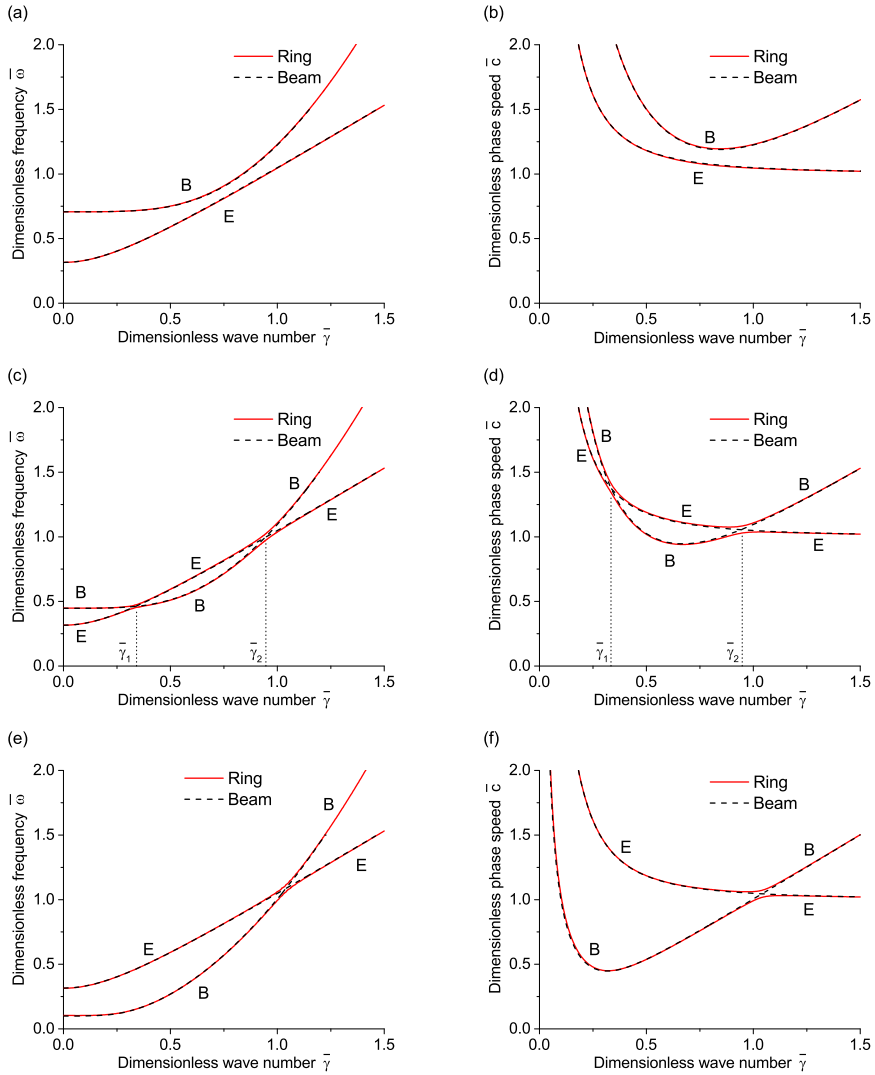 (a)
Dimensionless frequency ω̅
2.0
1.5
1.0
0.5
0.0
Ring
Beam
B
E
0.0 0.5 1.0 1.5
Dimensionless wave number γ̅
(b)
Dimensionless phase speed c̅
2.0
1.5
1.0
0.5
0.0
Ring
Beam
B
E
0.0 0.5 1.0 1.5
Dimensionless wave number γ̅
(c)
Dimensionless frequency ω̅
2.0
1.5
1.0
0.5
0.0
Ring
Beam
B
E
E
B
B
E
γ̅₁ γ̅₂
0.0 0.5 1.0 1.5
Dimensionless wave number γ̅
(d)
Dimensionless phase speed c̅
2.0
1.5
1.0
0.5
0.0
Ring
Beam
B
E
B
E
E
B
γ̅₁ γ̅₂
0.0 0.5 1.0 1.5
Dimensionless wave number γ̅
(e)
Dimensionless frequency ω̅
2.0
1.5
1.0
0.5
0.0
Ring
Beam
B
E
E
B
0.0 0.5 1.0 1.5
Dimensionless wave number γ̅
(f)
Dimensionless phase speed c̅
2.0
1.5
1.0
0.5
0.0
Ring
Beam
E
B
E
B
0.0 0.5 1.0 1.5
Dimensionless wave number γ̅